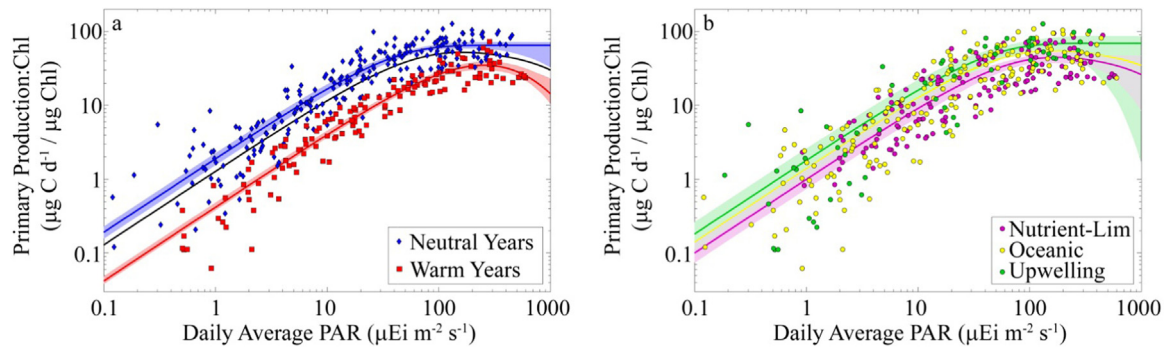 a
Primary Production:Chl
(µg C d⁻¹ / µg Chl)
100
10
1
0.1
0.1 1 10 100 1000
Daily Average PAR (µEi m⁻² s⁻¹)
Neutral Years
Warm Years
b
Primary Production:Chl
(µg C d⁻¹ / µg Chl)
100
10
1
0.1
0.1 1 10 100 1000
Daily Average PAR (µEi m⁻² s⁻¹)
Nutrient-Lim
Oceanic
Upwelling